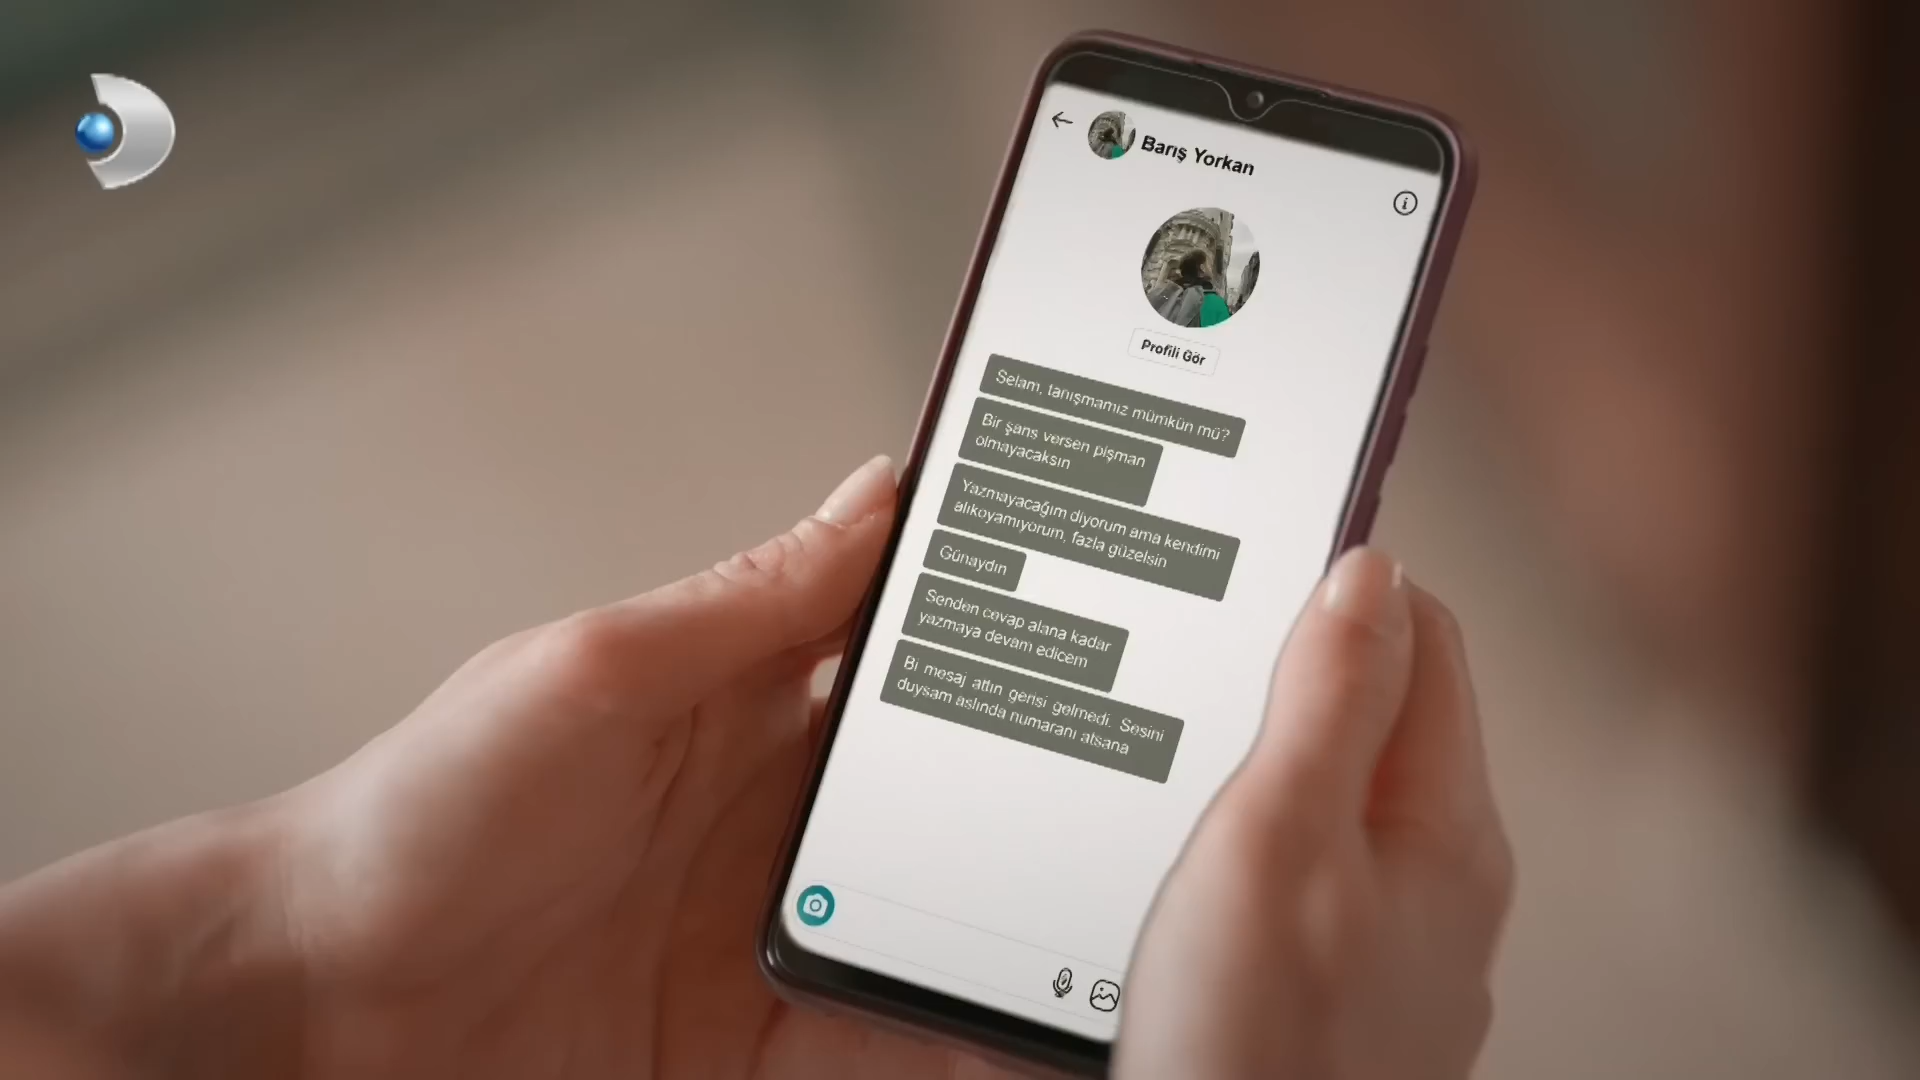 Barış Yorkan
Profili Gör
Selam, tanışmamız mümkün mü?
Bir şans versen pişman
olmayacaksın
Yazmayacağım diyorum ama kendimi
alıkoyamıyorum, fazla güzelsin
Günaydın
Senden cevap alana kadar
yazmaya devam edicem
Bi mesaj attın gerisi gelmedi. Sesini
duysam aslında numaranı atsana